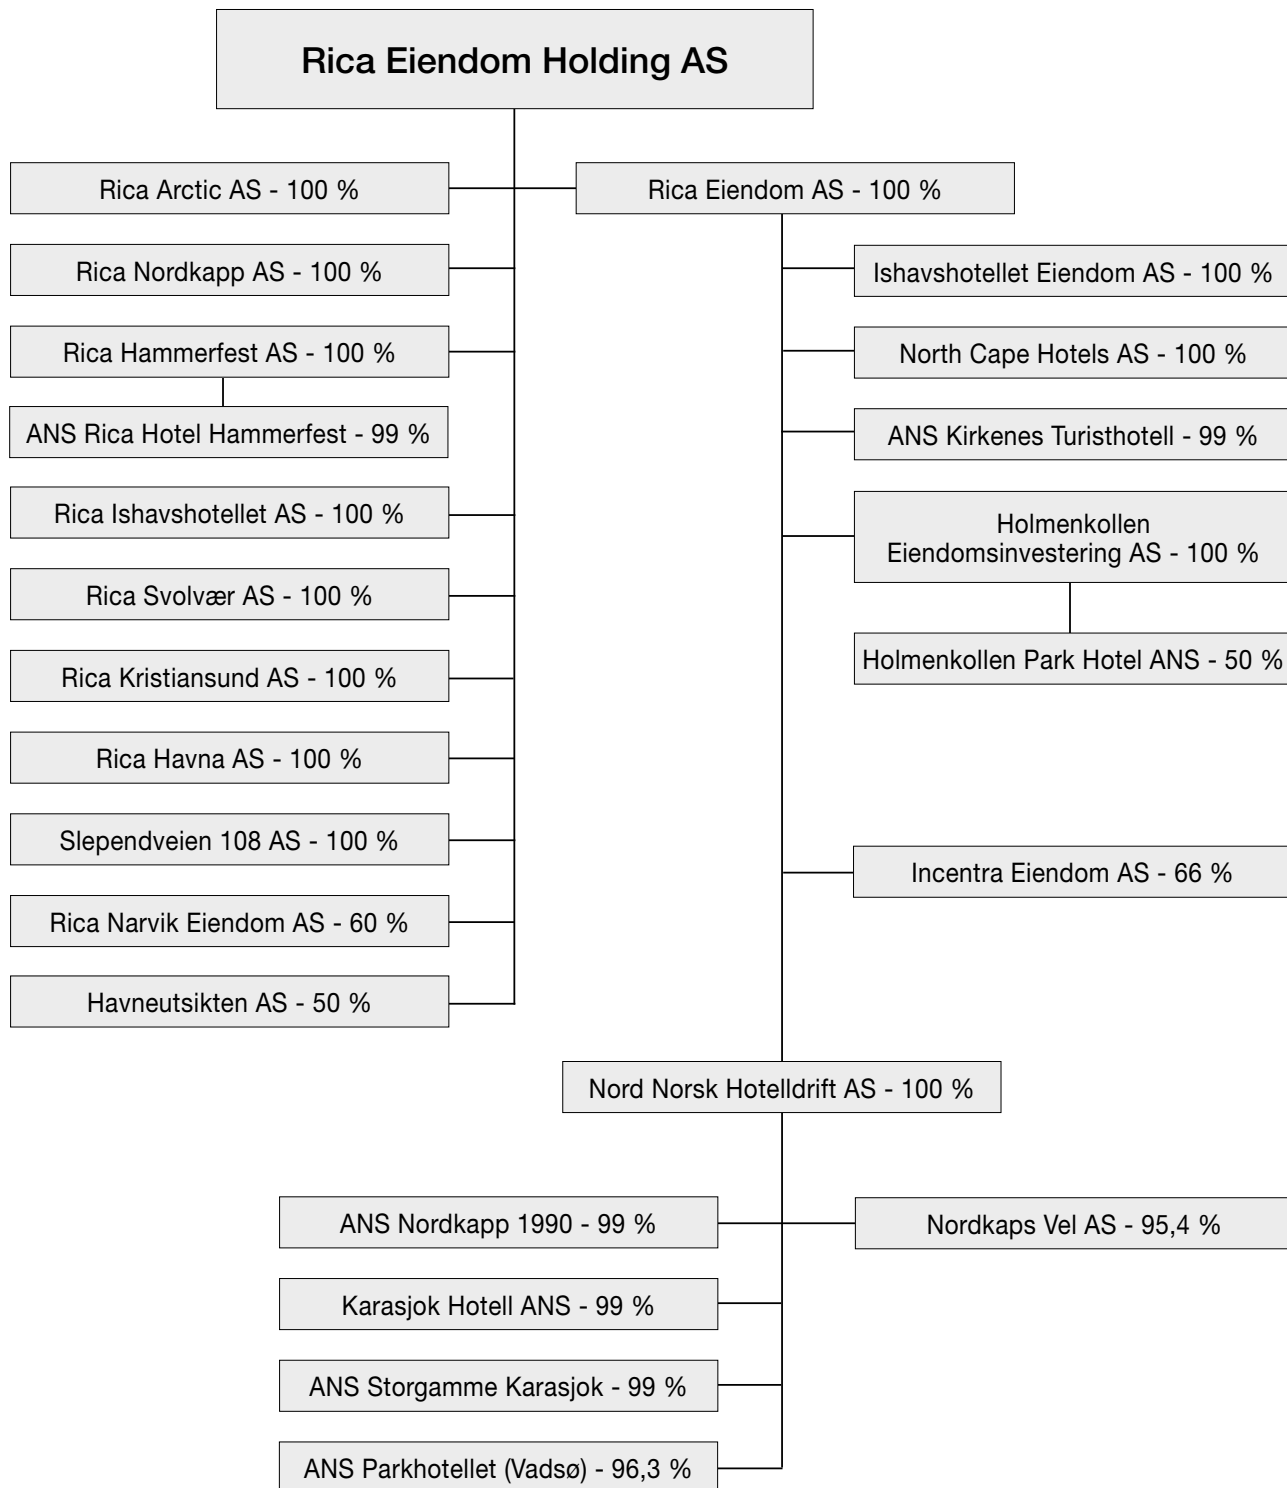 Rica Eiendom Holding AS
Rica Arctic AS - 100 %
Rica Eiendom AS - 100 %
Rica Nordkapp AS - 100 %
Ishavshotellet Eiendom AS - 100 %
Rica Hammerfest AS - 100 %
North Cape Hotels AS - 100 %
ANS Rica Hotel Hammerfest - 99 %
ANS Kirkenes Turisthotell - 99 %
Rica Ishavshotellet AS - 100 %
Holmenkollen
Eiendomsinvestering AS - 100 %
Rica Svolvær AS - 100 %
Rica Kristiansund AS - 100 %
Holmenkollen Park Hotel ANS - 50 %
Rica Havna AS - 100 %
Slependveien 108 AS - 100 %
Incentra Eiendom AS - 66 %
Rica Narvik Eiendom AS - 60 %
Havneutsikten AS - 50 %
Nord Norsk Hotelldrift AS - 100 %
ANS Nordkapp 1990 - 99 %
Nordkaps Vel AS - 95,4 %
Karasjok Hotell ANS - 99 %
ANS Storgamme Karasjok - 99 %
ANS Parkhotellet (Vadsø) - 96,3 %